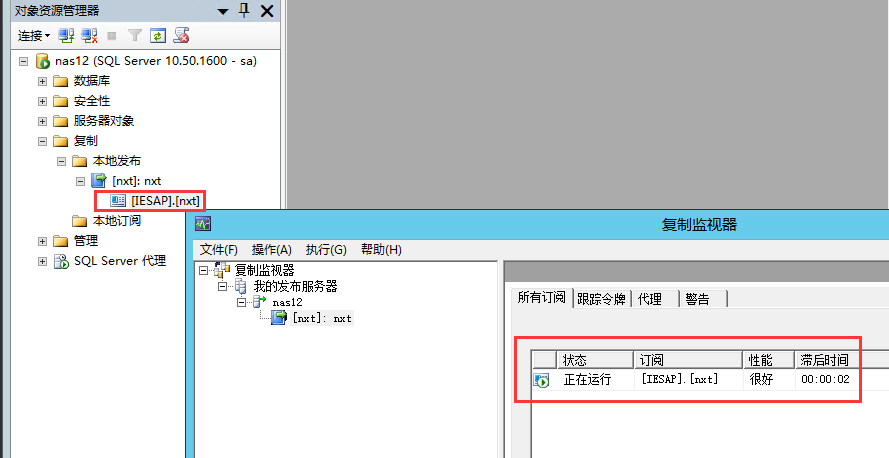 对象资源管理器
连接
nas12 (SQL Server 10.50.1600 - sa)
数据库
安全性
服务器对象
复制
本地发布
[nxt]: nxt
[IESAP].[nxt]
本地订阅
管理
SQL Server 代理
复制监视器
文件(F) 操作(A) 执行(G) 帮助(H)
复制监视器
我的发布服务器
nas12
[nxt]: nxt
所有订阅 跟踪令牌 代理 警告
状态 订阅 性能 滞后时间
正在运行 [IESAP].[nxt] 很好 00:00:02